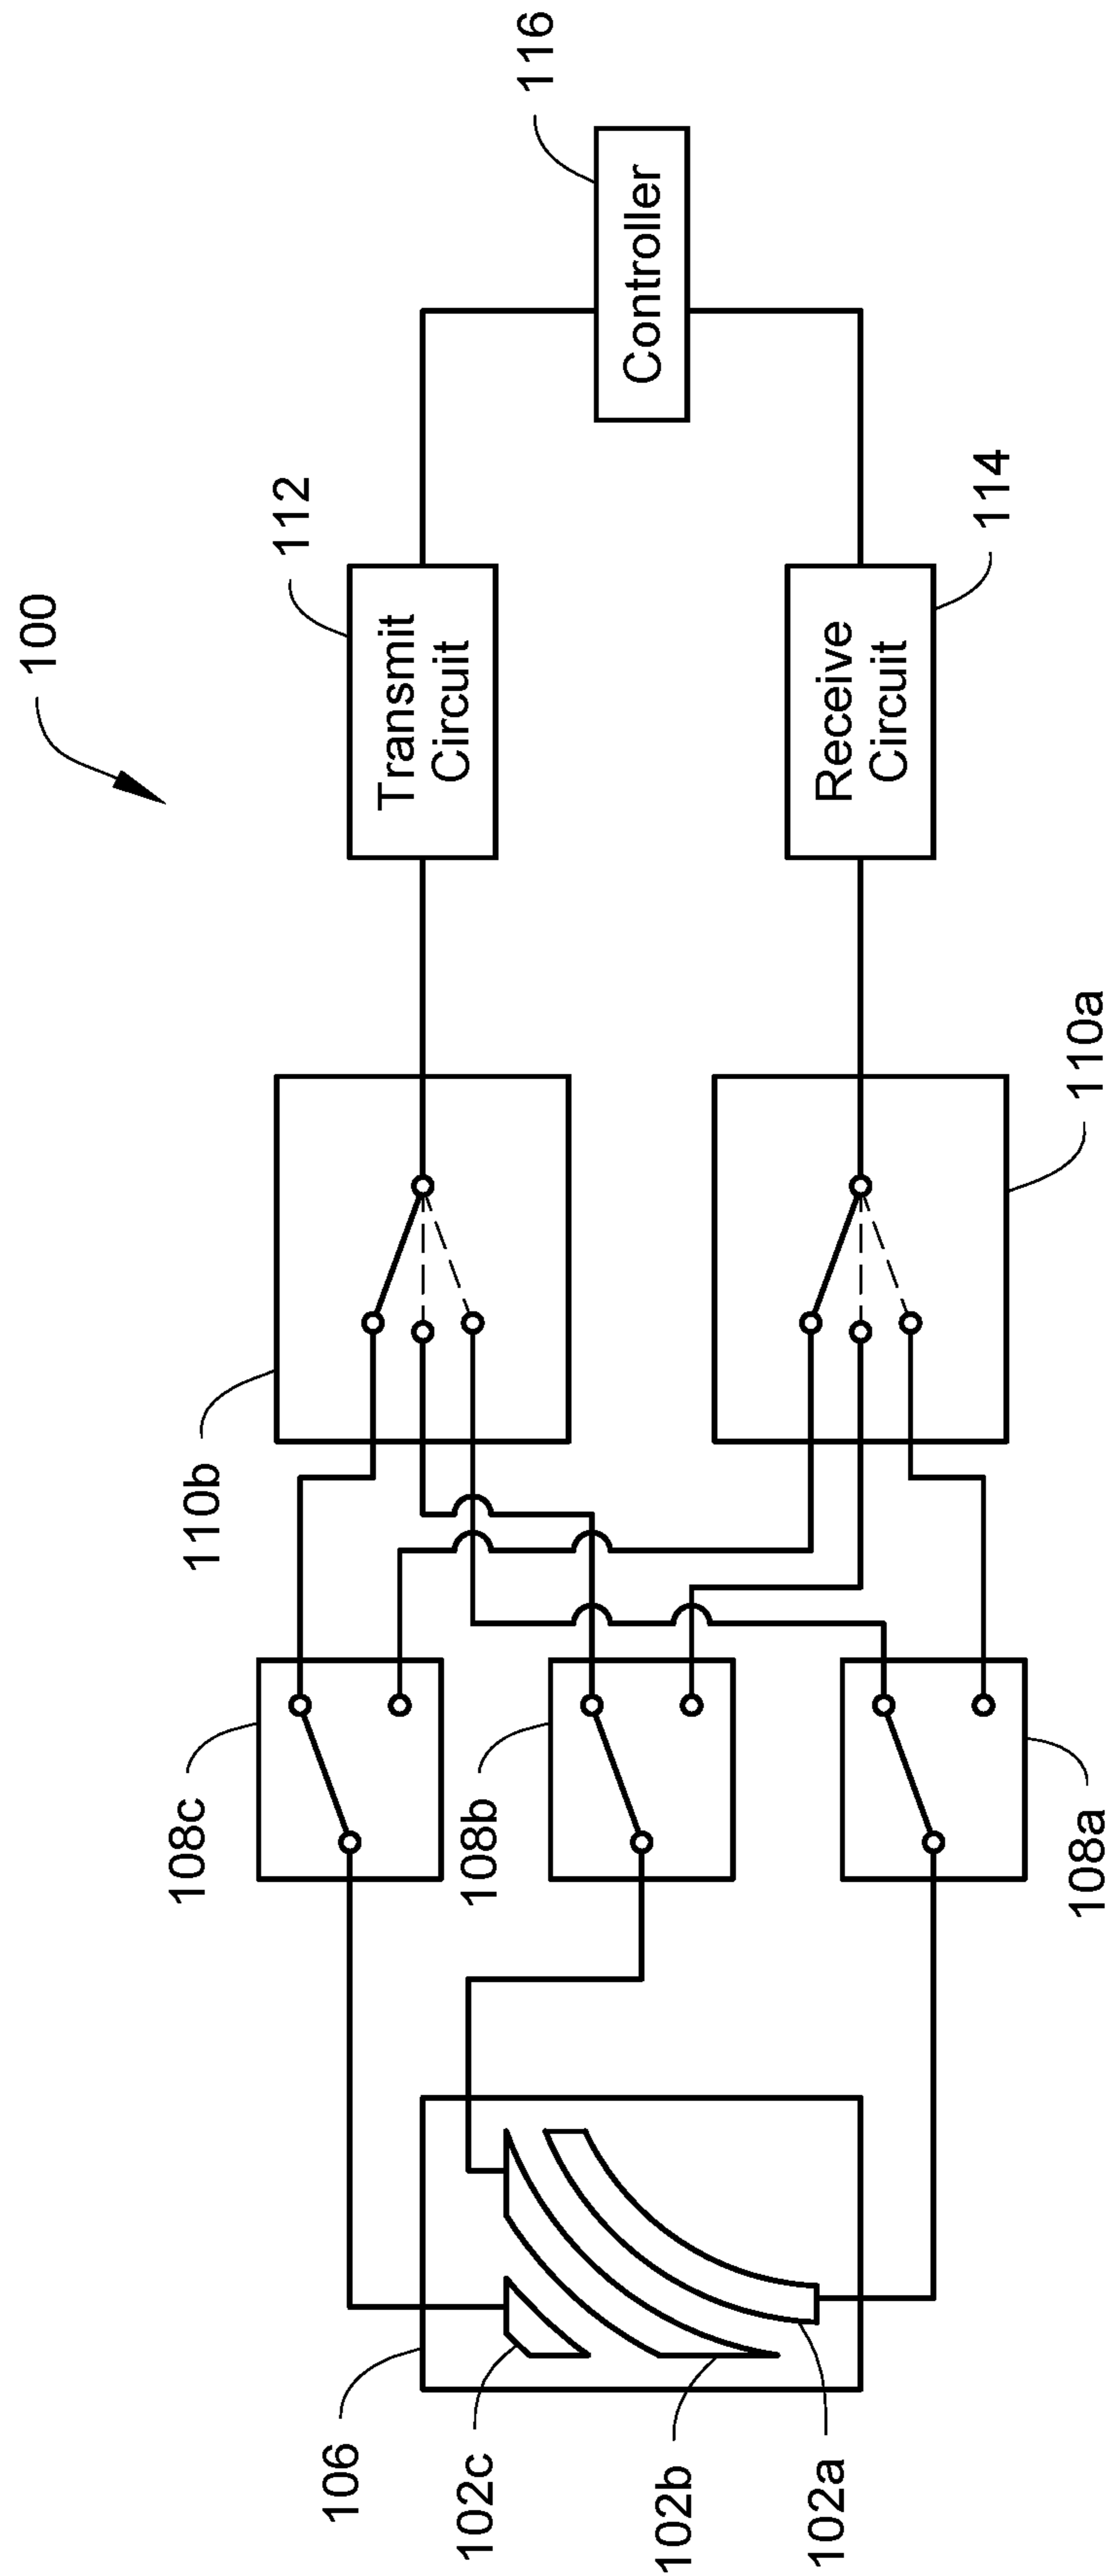 100
116
Controller
112
Transmit
Circuit
Receive
Circuit
114
110b
110a
108c
108b
108a
106
102c
102b
102a